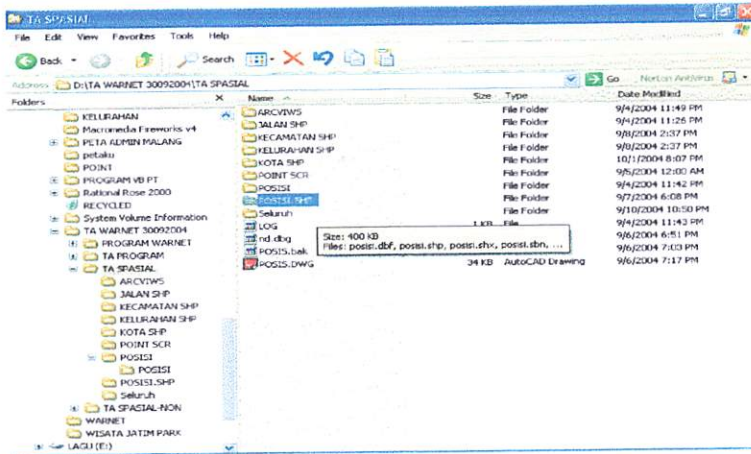 TA SPASIAL
File Edit View Favorites Tools Help
Back Search
Address D:\TA WARNET 30092004\TA SPASIAL Go Norton AntiVirus
Folders
KELURAHAN
Macromedia Fireworks v4
PETA ADMIN MALANG
petaku
POINT
PROGRAM VB PT
Rational Rose 2000
RECYCLED
System Volume Information
TA WARNET 30092004
PROGRAM WARNET
TA PROGRAM
TA SPASIAL
ARCVIWS
JALAN SHP
KECAMATAN SHP
KELURAHAN SHP
KOTA SHP
POINT SCR
POSISI
POSISI
POSISI.SHP
Seluruh
TA SPASIAL-NON
WARNET
WISATA JATIM PARK
LAGU (E:)
Name Size Type Date Modified
ARCVIWS File Folder 9/4/2004 11:49 PM
JALAN SHP File Folder 9/4/2004 11:26 PM
KECAMATAN SHP File Folder 9/8/2004 2:37 PM
KELURAHAN SHP File Folder 9/8/2004 2:37 PM
KOTA SHP File Folder 10/1/2004 8:07 PM
POINT SCR File Folder 9/5/2004 12:00 AM
POSISI File Folder 9/4/2004 11:42 PM
POSISI.SHP File Folder 9/7/2004 6:08 PM
Seluruh File Folder 9/10/2004 10:50 PM
LOG 1 KB File 9/4/2004 11:43 PM
nd.dbg 9/6/2004 6:51 PM
POSIS.bak 9/6/2004 7:03 PM
POSIS.DWG 34 KB AutoCAD Drawing 9/6/2004 7:17 PM
Size: 400 KB
Files: posisi.dbf, posisi.shp, posisi.shx, posisi.sbn, ...